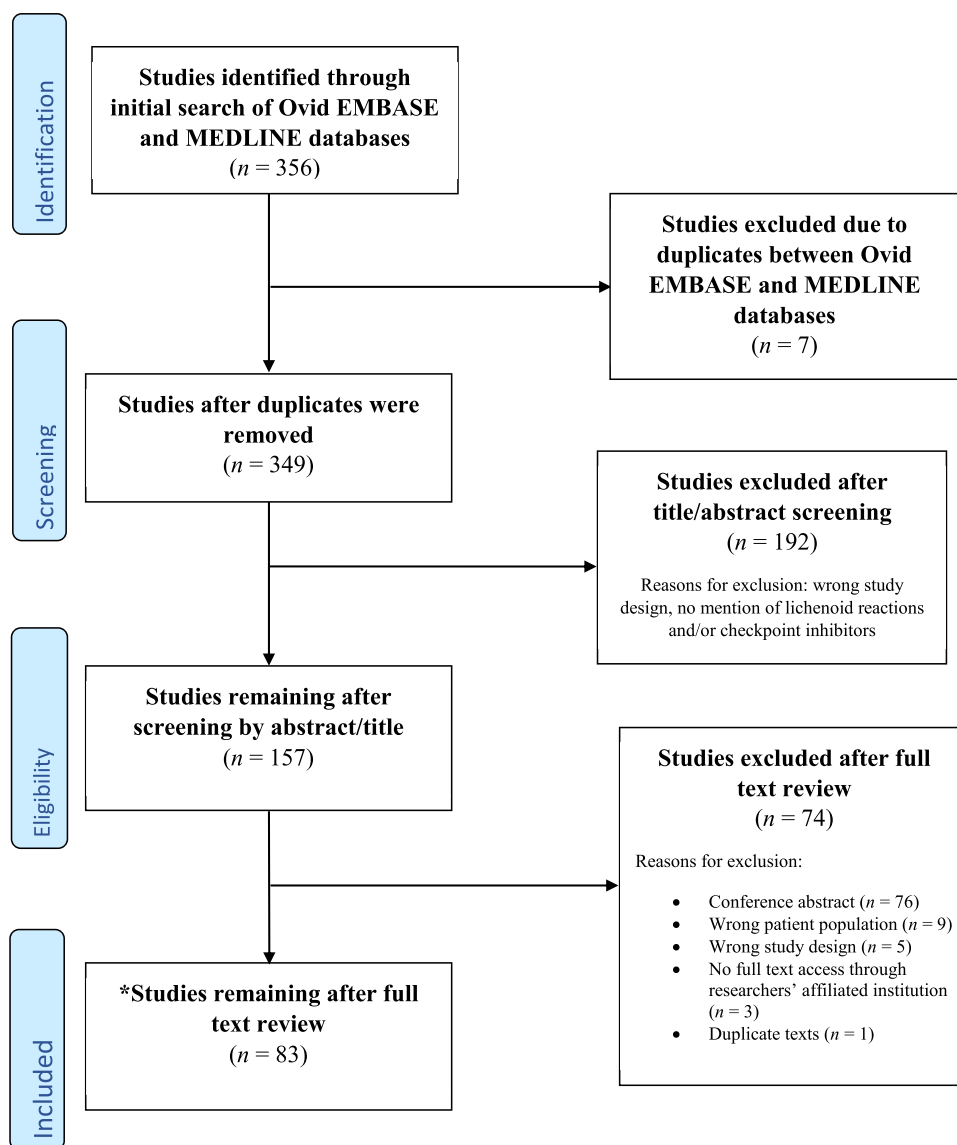 Identification
Studies identified through
initial search of Ovid EMBASE
and MEDLINE databases
(n = 356)
Studies excluded due to
duplicates between Ovid
EMBASE and MEDLINE
databases
(n = 7)
Screening
Studies after duplicates were
removed
(n = 349)
Studies excluded after
title/abstract screening
(n = 192)
Reasons for exclusion: wrong study
design, no mention of lichenoid reactions
and/or checkpoint inhibitors
Eligibility
Studies remaining after
screening by abstract/title
(n = 157)
Studies excluded after full
text review
(n = 74)
Reasons for exclusion:
• Conference abstract (n = 76)
• Wrong patient population (n = 9)
• Wrong study design (n = 5)
• No full text access through
researchers’ affiliated institution
(n = 3)
• Duplicate texts (n = 1)
Included
*Studies remaining after full
text review
(n = 83)